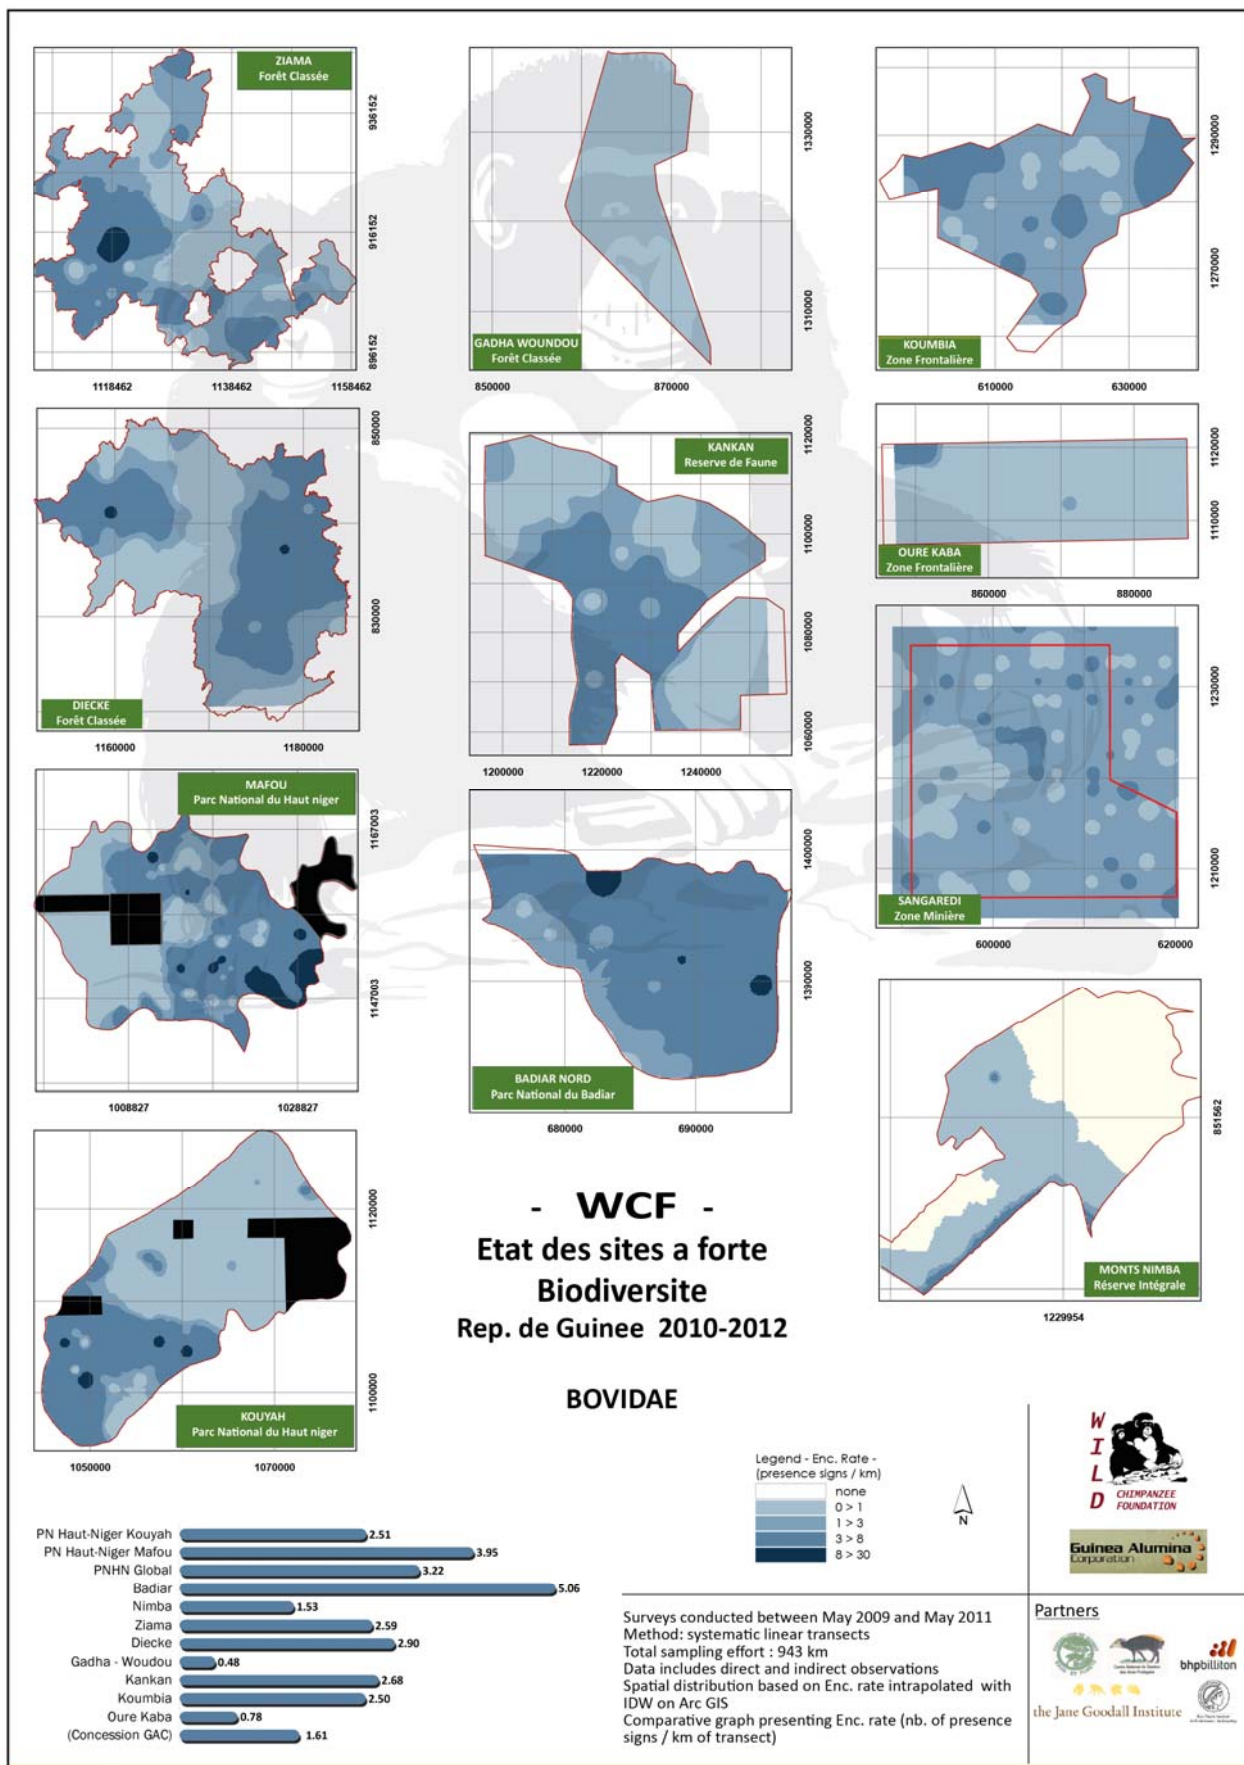 ZIAMA
Forêt Classée
936152
916152
896152
1118462 1138462 1158462
GADHA WOUNDOU
Forêt Classée
1330000
1310000
850000 870000
KOUMBIA
Zone Frontalière
1290000
1270000
610000 630000
DIECKE
Forêt Classée
850000
830000
1160000 1180000
KANKAN
Reserve de Faune
1120000
1100000
1080000
1060000
1200000 1220000 1240000
OURE KABA
Zone Frontalière
1120000
1110000
860000 880000
SANGAREDI
Zone Minière
1230000
1210000
600000 620000
MAFOU
Parc National du Haut niger
1167003
1147003
1008827 1028827
BADIAR NORD
Parc National du Badiar
1400000
1390000
680000 690000
MONTS NIMBA
Réserve Intégrale
851562
1229954
KOUYAH
Parc National du Haut niger
1120000
1100000
1050000 1070000
- WCF -
Etat des sites a forte
Biodiversite
Rep. de Guinee 2010-2012
BOVIDAE
Legend - Enc. Rate -
(presence signs / km)
none
0 > 1
1 > 3
3 > 8
8 > 30
N
WILD
CHIMPANZEE
FOUNDATION
Guinea Alumina
Corporation
PN Haut-Niger Kouyah 2.51
PN Haut-Niger Mafou 3.95
PNHN Global 3.22
Badiar 5.06
Nimba 1.53
Ziama 2.59
Diecke 2.90
Gadha - Woudou 0.48
Kankan 2.68
Koumbia 2.50
Oure Kaba 0.78
(Concession GAC) 1.61
Surveys conducted between May 2009 and May 2011
Method: systematic linear transects
Total sampling effort : 943 km
Data includes direct and indirect observations
Spatial distribution based on Enc. rate intrapolated with
IDW on Arc GIS
Comparative graph presenting Enc. rate (nb. of presence
signs / km of transect)
Partners
bhpbilliton
the Jane Goodall Institute